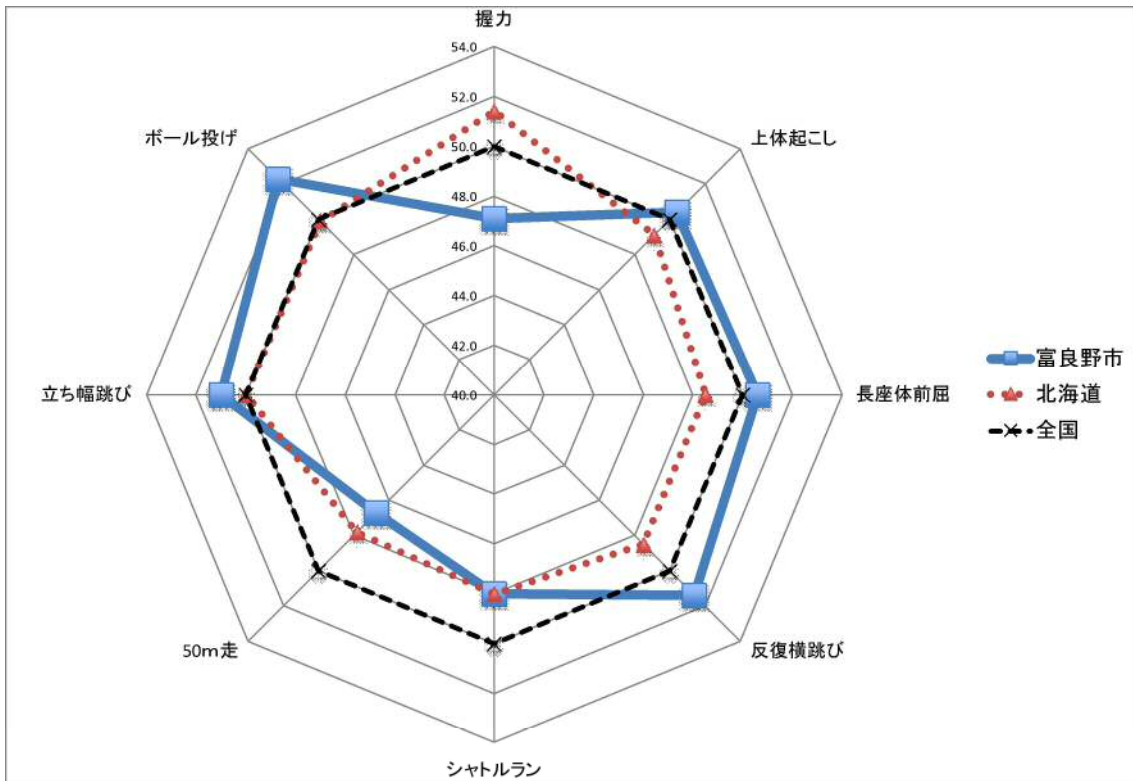 握力
54.0
52.0
50.0
48.0
46.0
44.0
42.0
40.0
ボール投げ
上体起こし
立ち幅跳び
長座体前屈
50m走
反復横跳び
シャトルラン
富良野市
北海道
全国